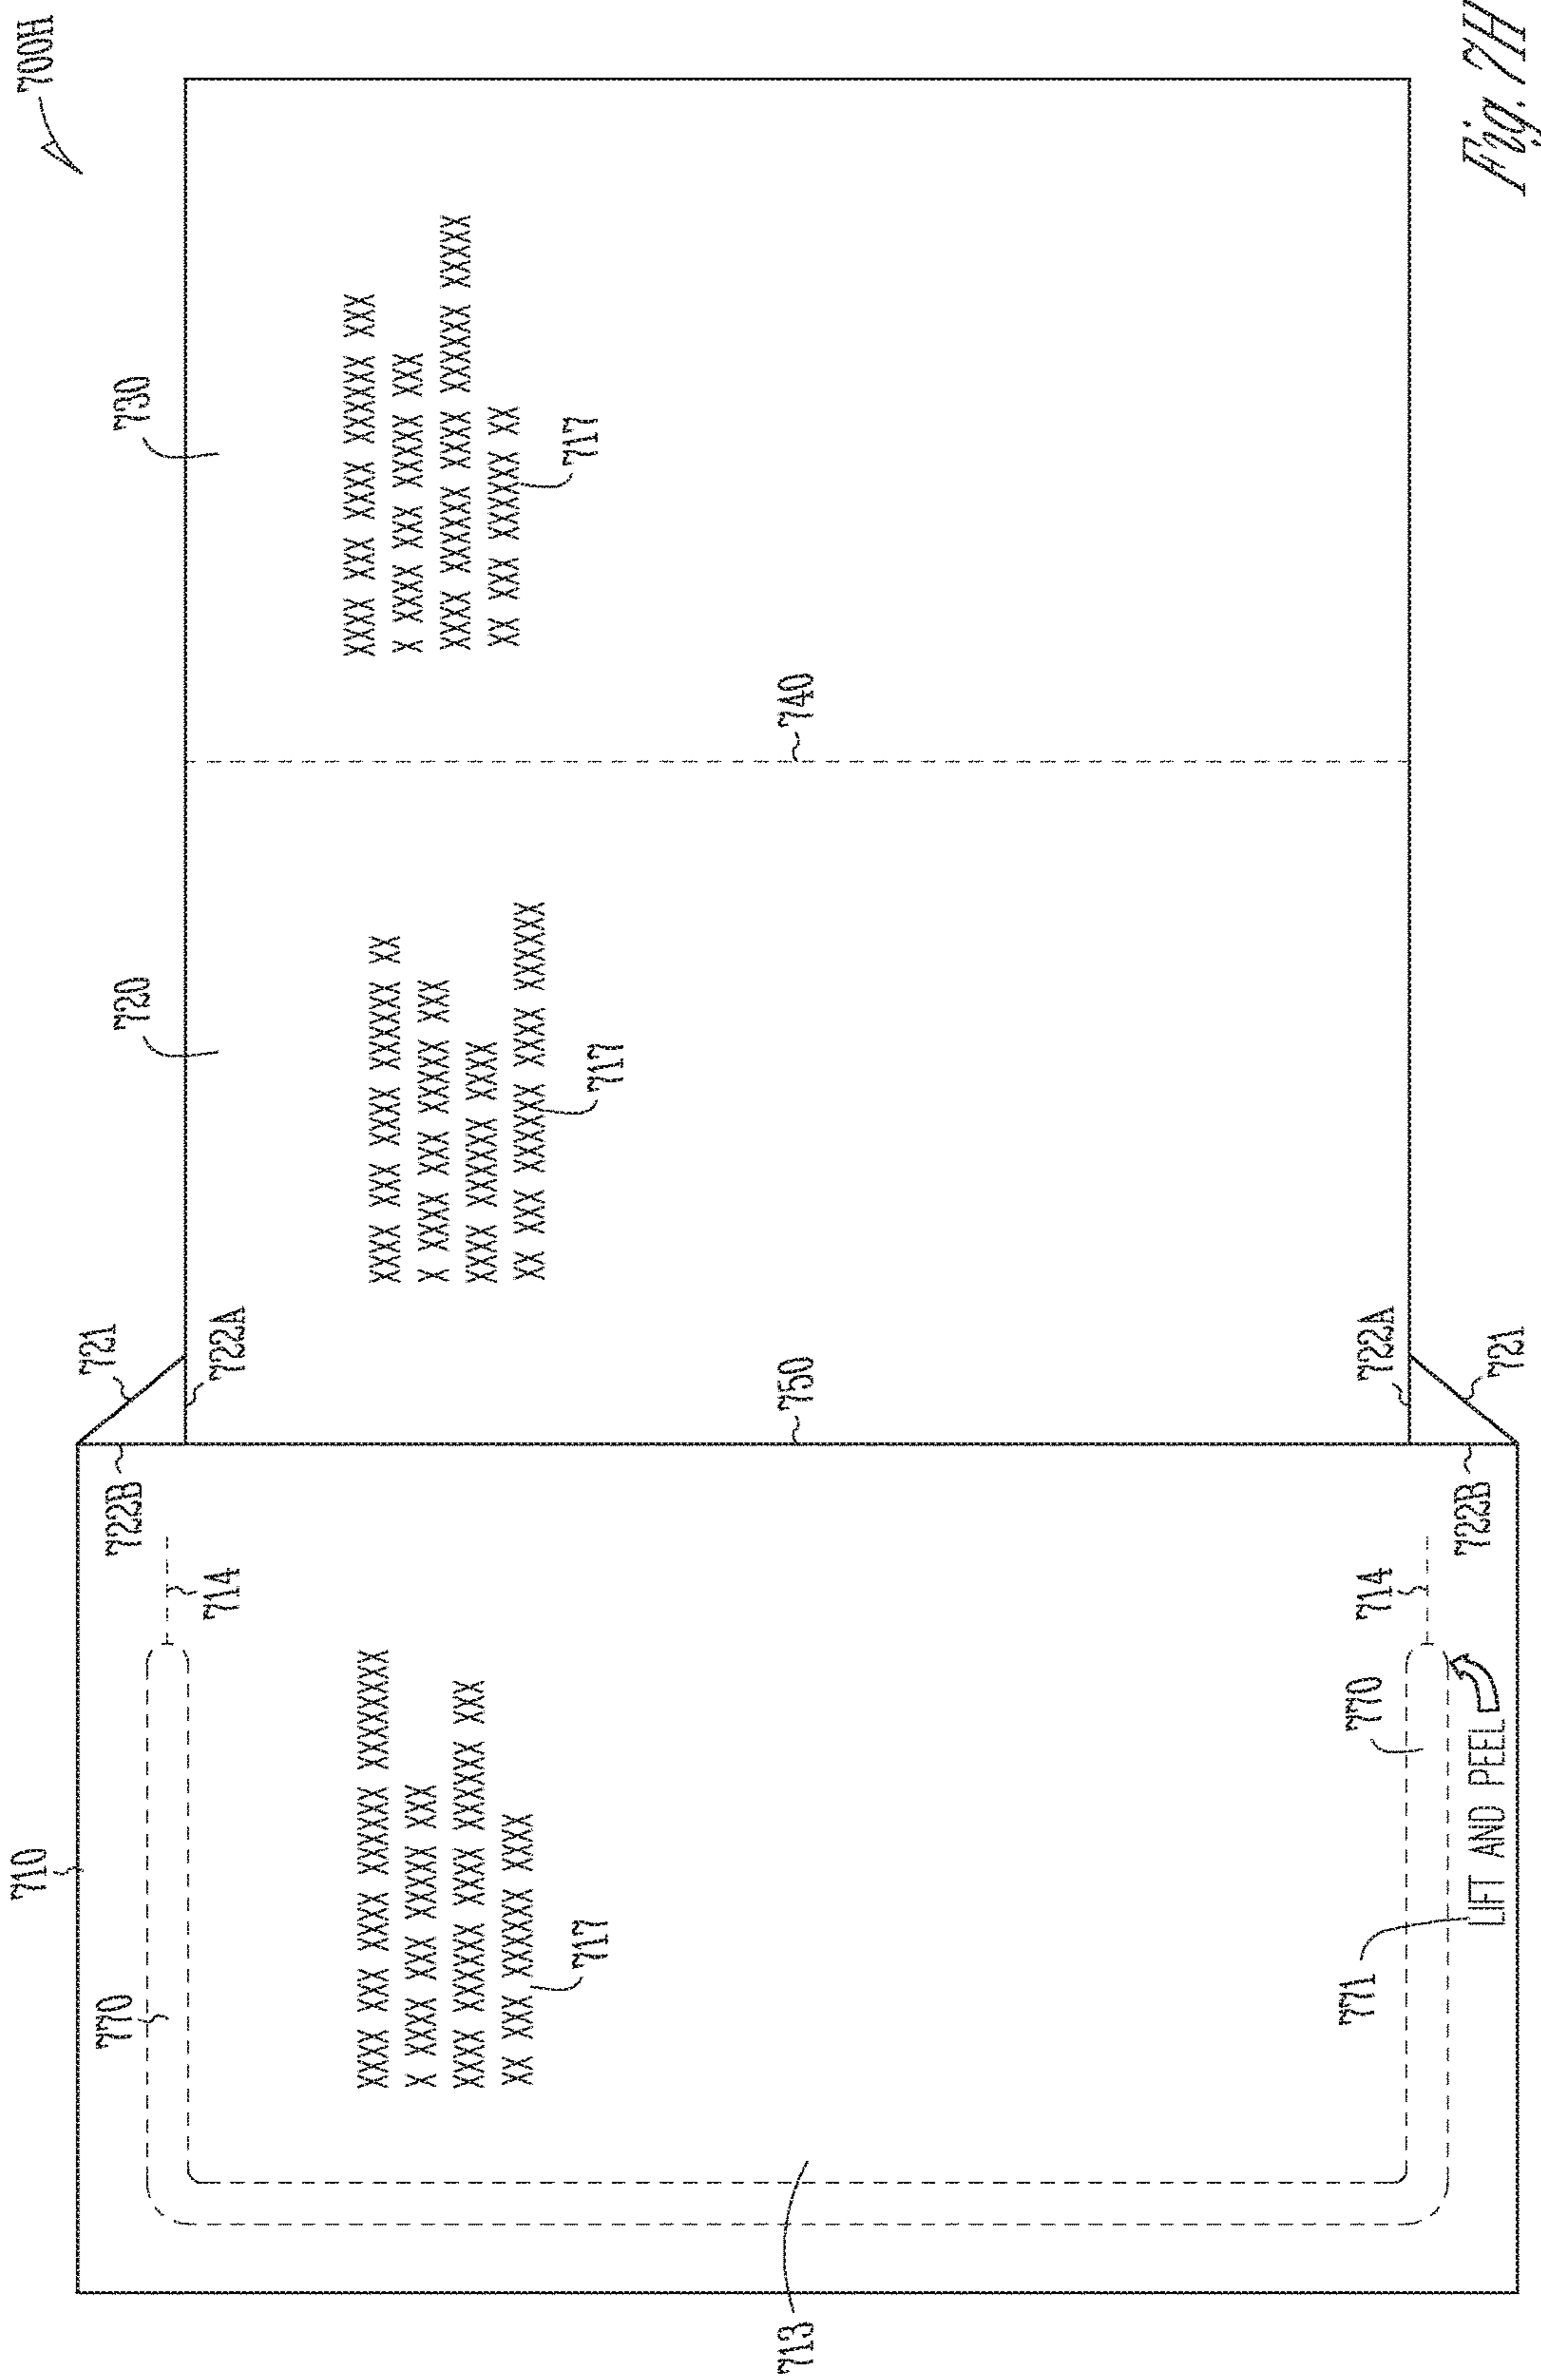 700H
710
721
770
722B
720
730
714
722A
XXXX XXX XXXX XXXXXX XXXXXXXX
X XXXX XXX XXXXX XXX
XXXX XXXXXX XXXX XXXXXX XXX
XX XXX XXXXXX XXXX
717
XXXX XXX XXXX XXXXXX XX
X XXXX XXX XXXXX XXX
XXXX XXXXXX XXXX
XX XXX XXXXXX XXXX XXXXXX
717
XXXX XXX XXXX XXXXXX XXX
X XXXX XXX XXXXX XXX
XXXX XXXXXX XXXX XXXXXX XXXXX
XX XXX XXXXXX XX
717
713
750
740
771
770
714
722A
LIFT AND PEEL
722B
721
Fig. 7H